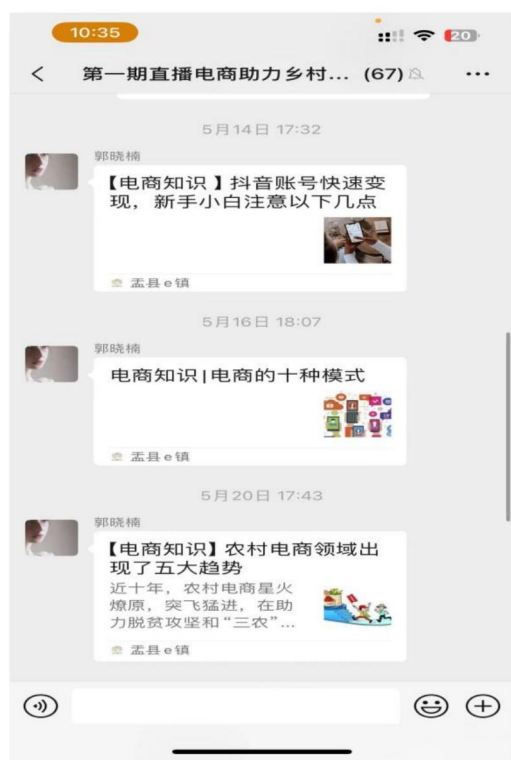 10:35
20
第一期直播电商助力乡村... (67)
5月14日 17:32
郭晓楠
【电商知识 】抖音账号快速变
现，新手小白注意以下几点
盂县e镇
5月16日 18:07
郭晓楠
电商知识|电商的十种模式
盂县e镇
5月20日 17:43
郭晓楠
【电商知识】农村电商领域出
现了五大趋势
近十年，农村电商星火
燎原，突飞猛进，在助
力脱贫攻坚和“三农”...
盂县e镇